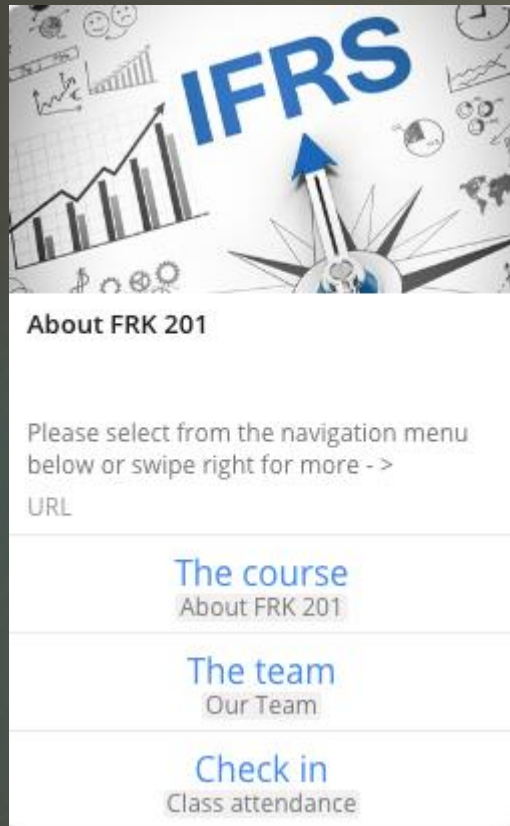 IFRS
About FRK 201
Please select from the navigation menu
below or swipe right for more - >
URL
The course
About FRK 201
The team
Our Team
Check in
Class attendance